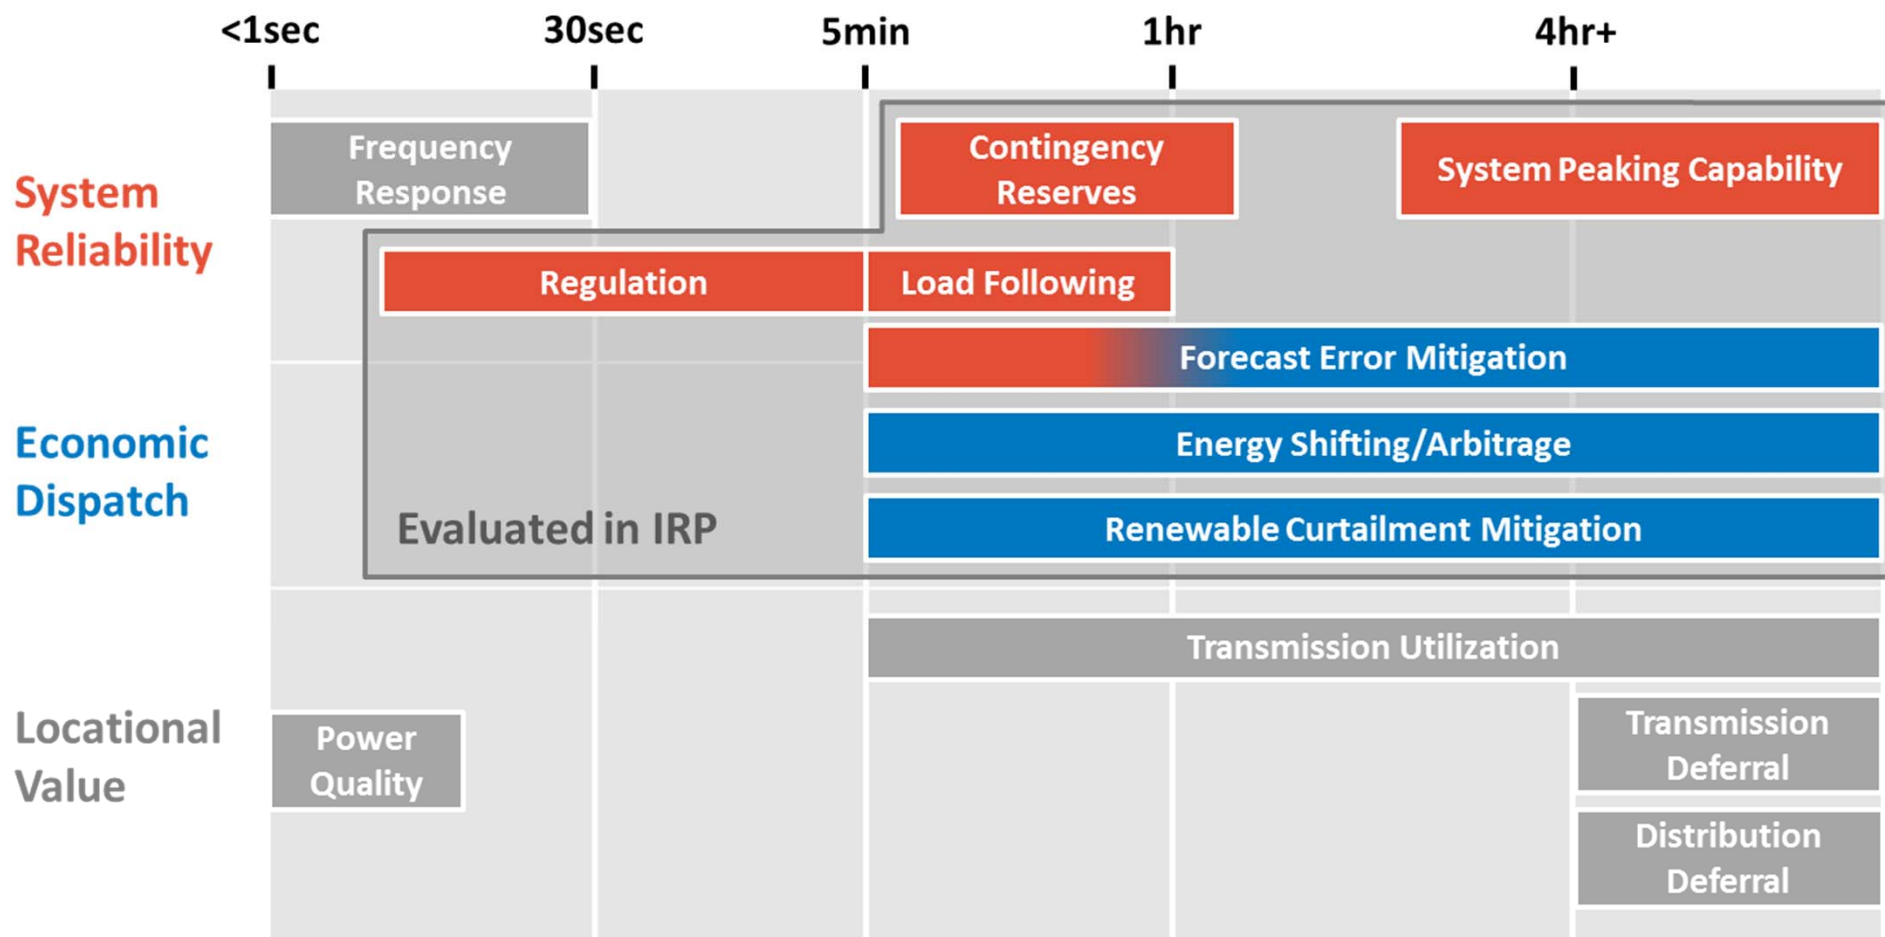 <1sec 30sec 5min 1hr 4hr+
System
Reliability
Frequency
Response
Contingency
Reserves
System Peaking Capability
Regulation
Load Following
Forecast Error Mitigation
Economic
Dispatch
Energy Shifting/Arbitrage
Evaluated in IRP
Renewable Curtailment Mitigation
Transmission Utilization
Locational
Value
Power
Quality
Transmission
Deferral
Distribution
Deferral